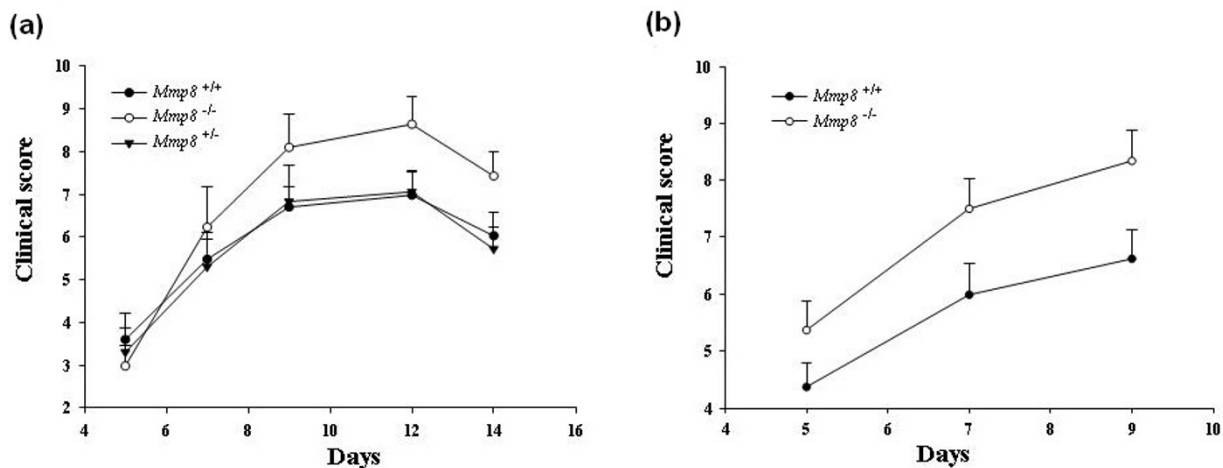 (a)
10
9
8
7
6
5
4
3
2
Clinical score
Mmp8 +/+
Mmp8 -/-
Mmp8 +/-
4 6 8 10 12 14 16
Days
(b)
10
9
8
7
6
5
4
Clinical score
Mmp8 +/+
Mmp8 -/-
4 5 6 7 8 9 10
Days